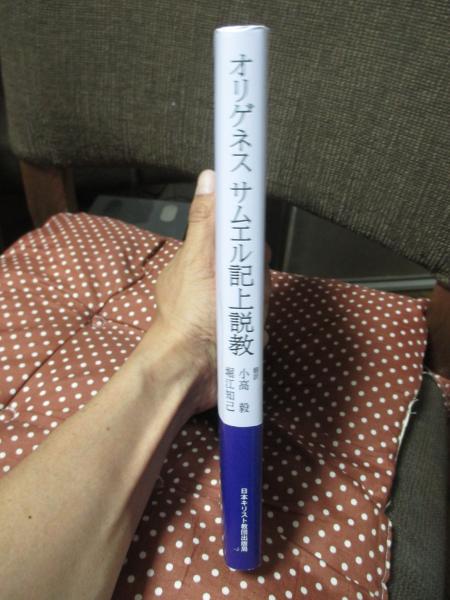 オリゲネス サムエル記上説教
翻訳
小高 毅
堀江知己
日本キリスト教団出版局